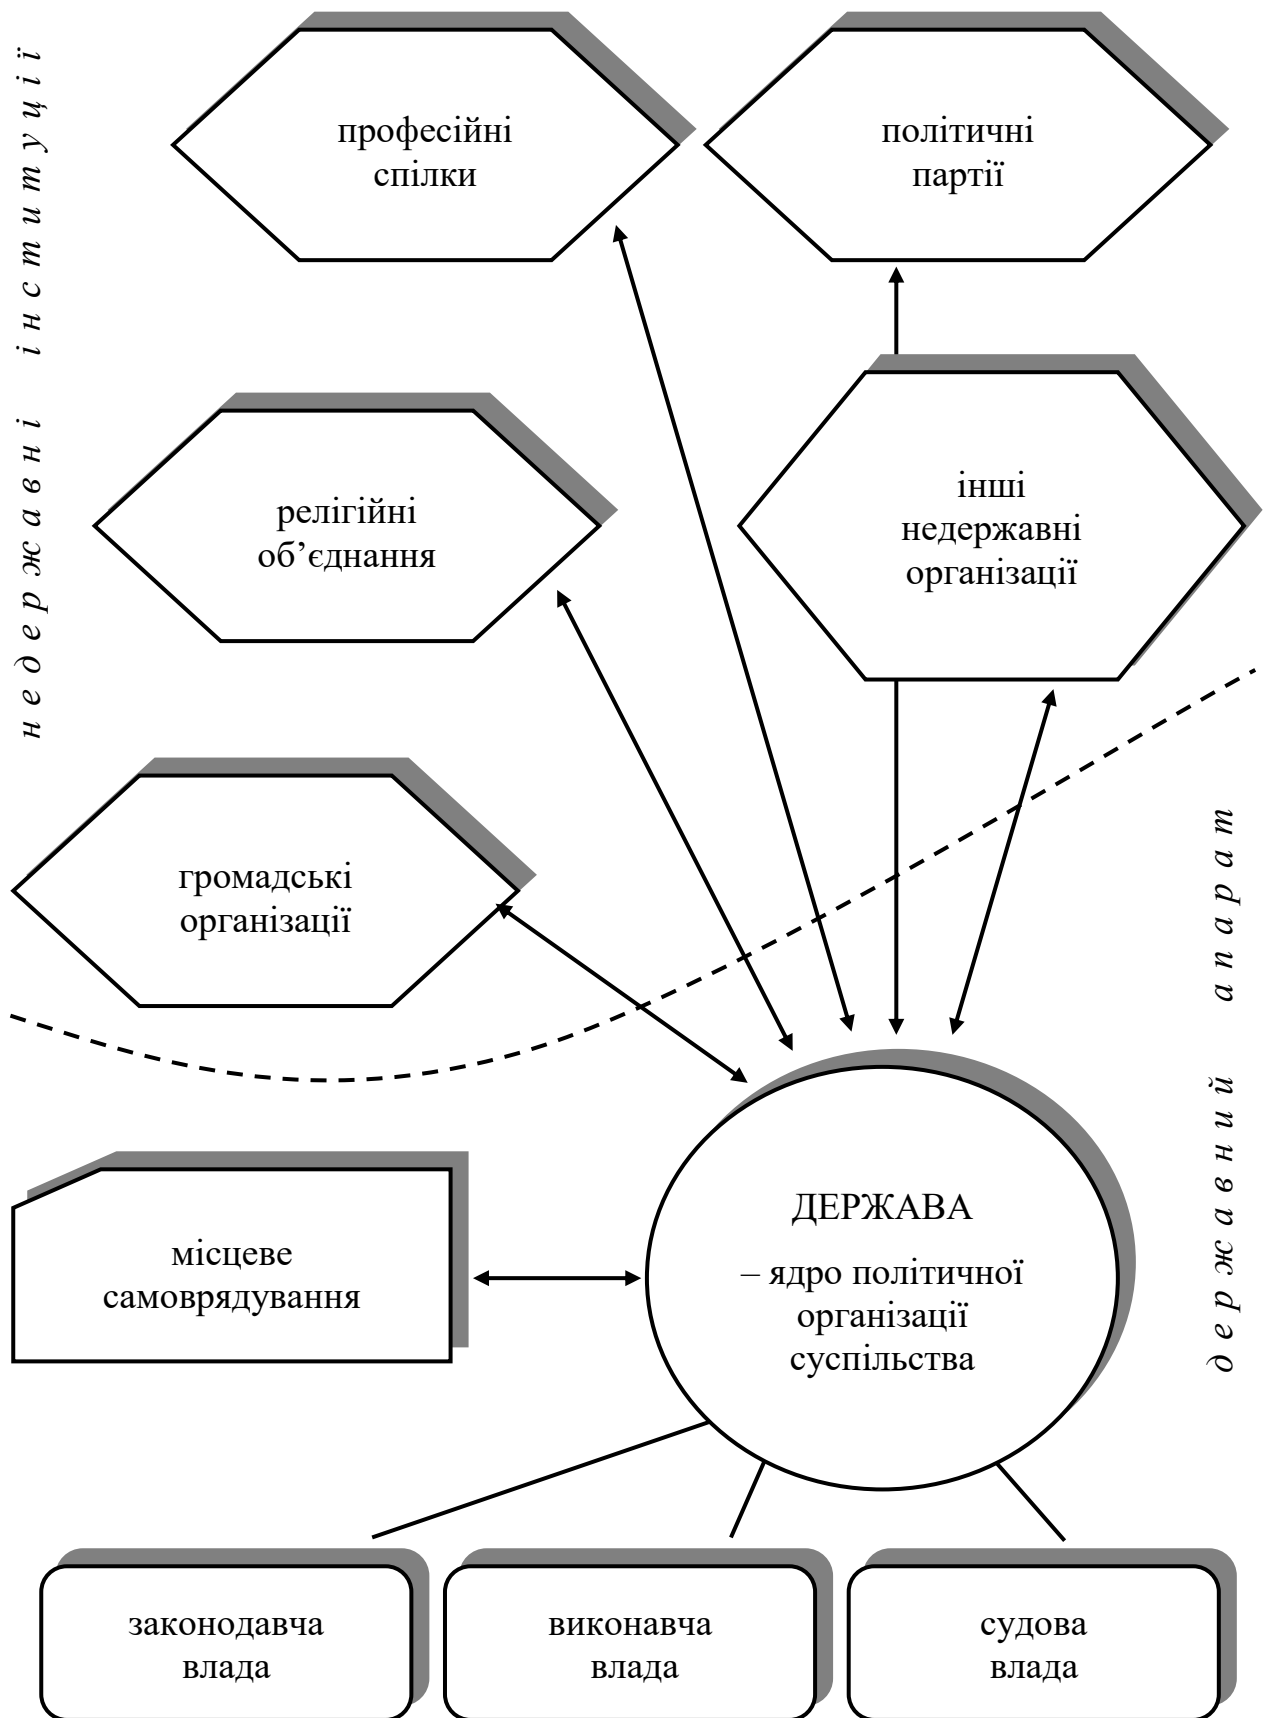 недержавні інституції
професійні
спілки
політичні
партії
релігійні
об’єднання
інші
недержавні
організації
громадські
організації
державний апарат
місцеве
самоврядування
ДЕРЖАВА
– ядро політичної
організації
суспільства
законодавча
влада
виконавча
влада
судова
влада